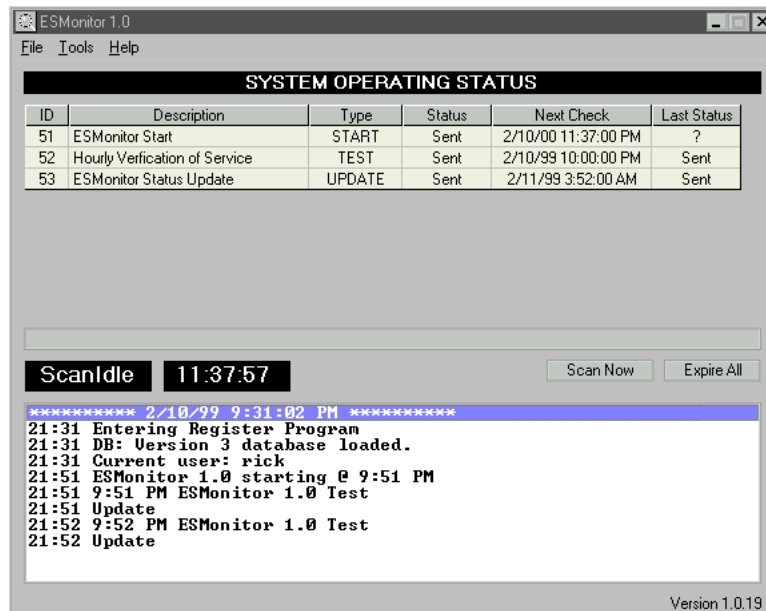 ESMonitor 1.0
File Tools Help
SYSTEM OPERATING STATUS
ID Description Type Status Next Check Last Status
51 ESMonitor Start START Sent 2/10/00 11:37:00 PM ?
52 Hourly Verfication of Service TEST Sent 2/10/99 10:00:00 PM Sent
53 ESMonitor Status Update UPDATE Sent 2/11/99 3:52:00 AM Sent
ScanIdle 11:37:57 Scan Now Expire All
********** 2/10/99 9:31:02 PM **********
21:31 Entering Register Program
21:31 DB: Version 3 database loaded.
21:31 Current user: rick
21:51 ESMonitor 1.0 starting @ 9:51 PM
21:51 9:51 PM ESMonitor 1.0 Test
21:51 Update
21:52 9:52 PM ESMonitor 1.0 Test
21:52 Update
Version 1.0.19